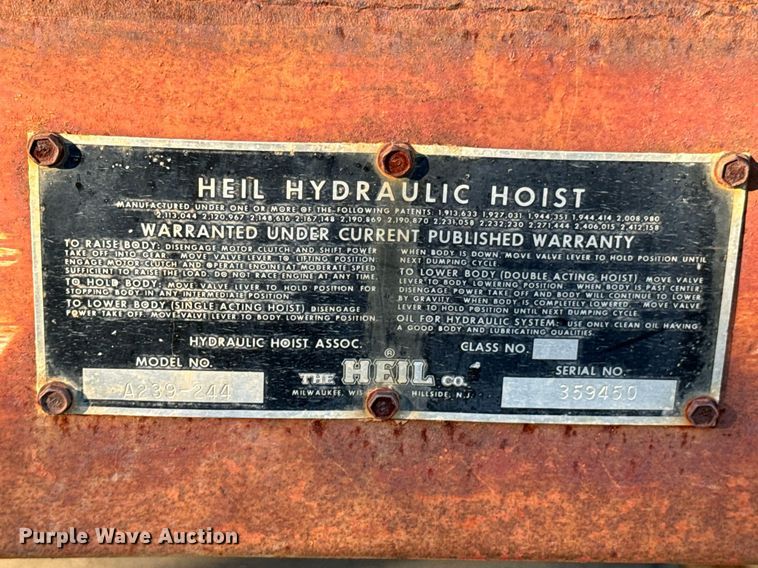 HEIL HYDRAULIC HOIST
MANUFACTURED UNDER ONE OR MORE OF THE FOLLOWING PATENTS: 1,913,633 1,927,031 1,944,351 1,944,414 2,008,980
2,113,044 2,120,967 2,148,616 2,167,148 2,190,869 2,190,870 2,231,058 2,232,230 2,271,444 2,406,015 2,412,158
WARRANTED UNDER CURRENT PUBLISHED WARRANTY
TO RAISE BODY: DISENGAGE MOTOR CLUTCH AND SHIFT POWER
TAKE OFF INTO GEAR. MOVE VALVE LEVER TO LIFTING POSITION.
ENGAGE MOTOR CLUTCH AND OPERATE ENGINE AT MODERATE SPEED
SUFFICIENT TO RAISE THE LOAD. DO NOT RACE ENGINE AT ANY TIME.
TO HOLD BODY: MOVE VALVE LEVER TO HOLD POSITION FOR
STOPPING BODY IN ANY INTERMEDIATE POSITION.
TO LOWER BODY (SINGLE ACTING HOIST) DISENGAGE
POWER TAKE OFF. MOVE VALVE LEVER TO BODY LOWERING POSITION.
WHEN BODY IS DOWN, MOVE VALVE LEVER TO HOLD POSITION UNTIL
NEXT DUMPING CYCLE.
TO LOWER BODY (DOUBLE ACTING HOIST) MOVE VALVE
LEVER TO BODY LOWERING POSITION. WHEN BODY IS PAST CENTER
DISENGAGE POWER TAKE OFF AND BODY WILL CONTINUE TO LOWER
BY GRAVITY. WHEN BODY IS COMPLETELY LOWERED, MOVE VALVE
LEVER TO HOLD POSITION UNTIL NEXT DUMPING CYCLE.
OIL FOR HYDRAULIC SYSTEM: USE ONLY CLEAN OIL HAVING
A GOOD BODY AND LUBRICATING QUALITIES.
HYDRAULIC HOIST ASSOC. CLASS NO.
MODEL NO. A239-244
THE HEIL ® CO.
MILWAUKEE, WIS. HILLSIDE, N.J.
SERIAL NO. 359450
Purple Wave Auction